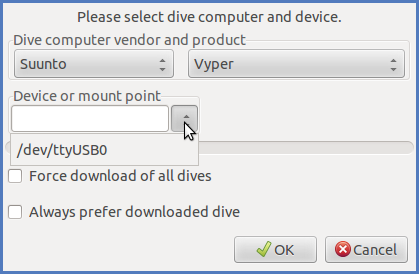 Please select dive computer and device.
Dive computer vendor and product
Suunto Vyper
Device or mount point
/dev/ttyUSB0
Force download of all dives
Always prefer downloaded dive
OK Cancel